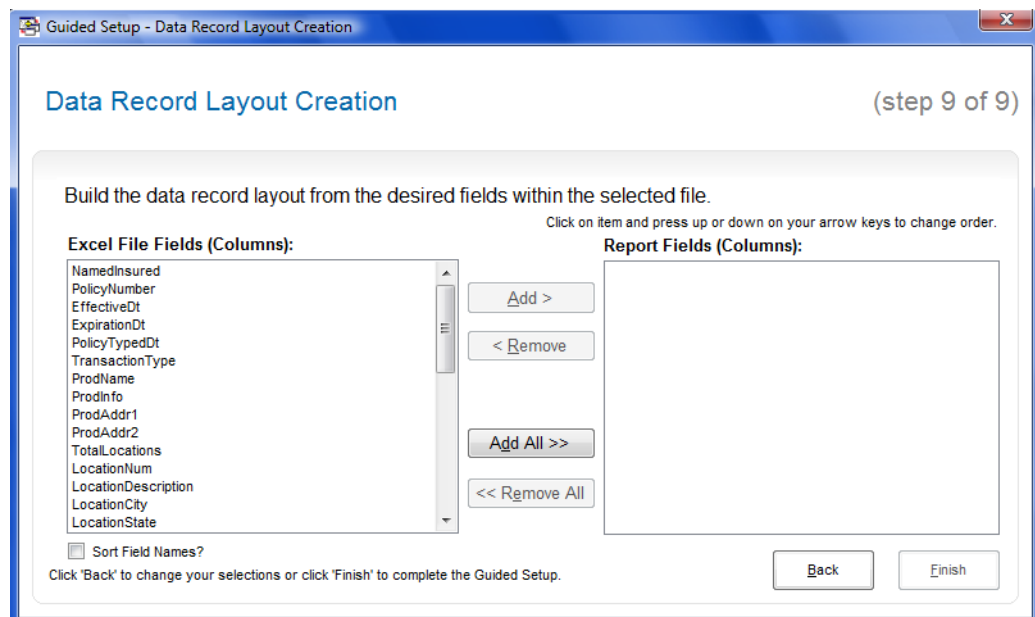 Guided Setup - Data Record Layout Creation
Data Record Layout Creation
(step 9 of 9)
Build the data record layout from the desired fields within the selected file.
Click on item and press up or down on your arrow keys to change order.
Excel File Fields (Columns):
Report Fields (Columns):
NamedInsured
PolicyNumber
EffectiveDt
ExpirationDt
PolicyTypedDt
TransactionType
ProdName
ProdInfo
ProdAddr1
ProdAddr2
TotalLocations
LocationNum
LocationDescription
LocationCity
LocationState
Add >
< Remove
Add All >>
<< Remove All
Sort Field Names?
Click 'Back' to change your selections or click 'Finish' to complete the Guided Setup.
Back
Finish